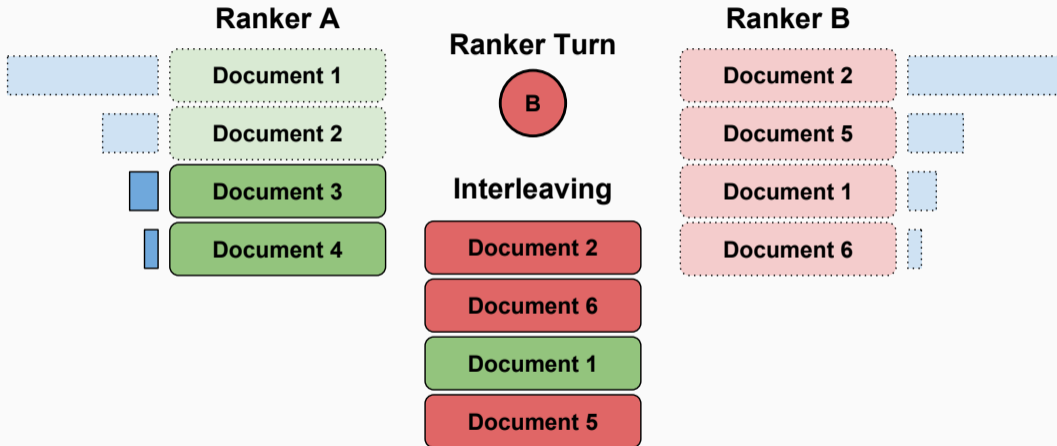 Ranker A
Document 1
Document 2
Document 3
Document 4
Ranker Turn
B
Interleaving
Document 2
Document 6
Document 1
Document 5
Ranker B
Document 2
Document 5
Document 1
Document 6